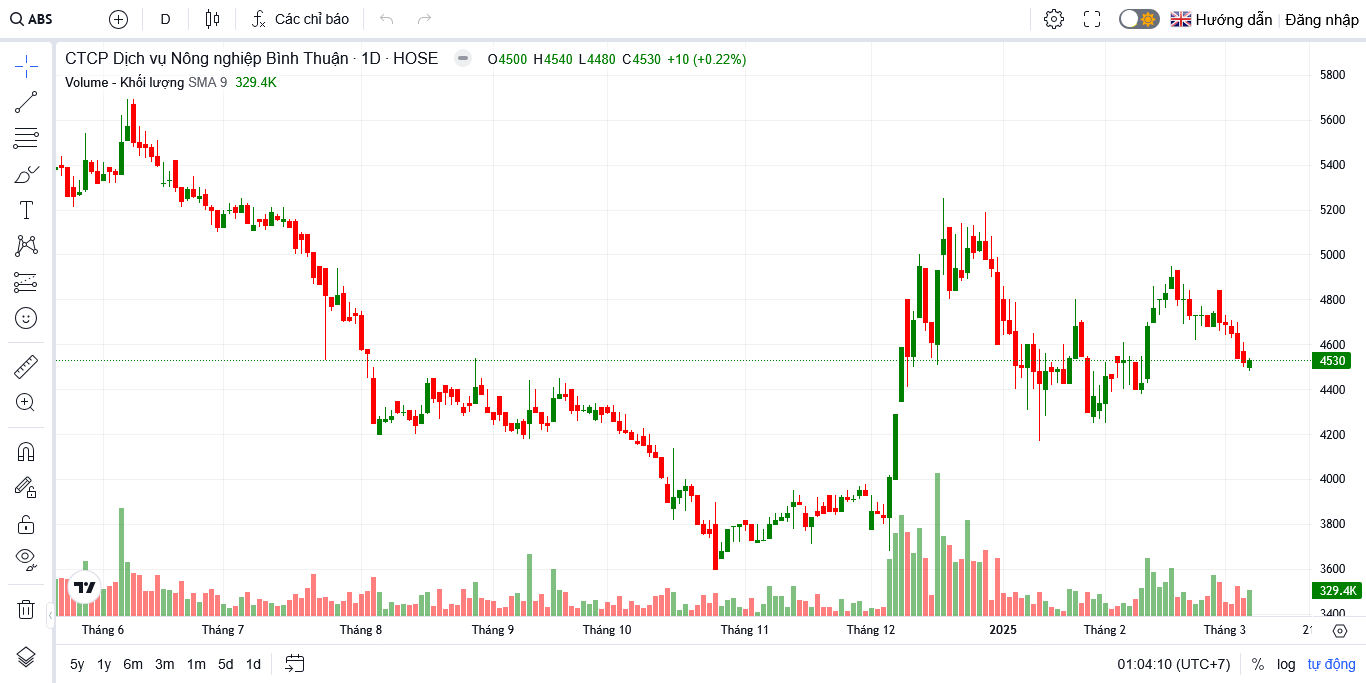 ABS D Các chỉ báo Hướng dẫn Đăng nhập
CTCP Dịch vụ Nông nghiệp Bình Thuận · 1D · HOSE O4500 H4540 L4480 C4530 +10 (+0.22%)
Volume - Khối lượng SMA 9 329.4K
5800
5600
5400
5200
5000
4800
4600
4530
4400
4200
4000
3800
3600
329.4K
3400
Tháng 6 Tháng 7 Tháng 8 Tháng 9 Tháng 10 Tháng 11 Tháng 12 2025 Tháng 2 Tháng 3 21
5y 1y 6m 3m 1m 5d 1d 01:04:10 (UTC+7) % log tự động